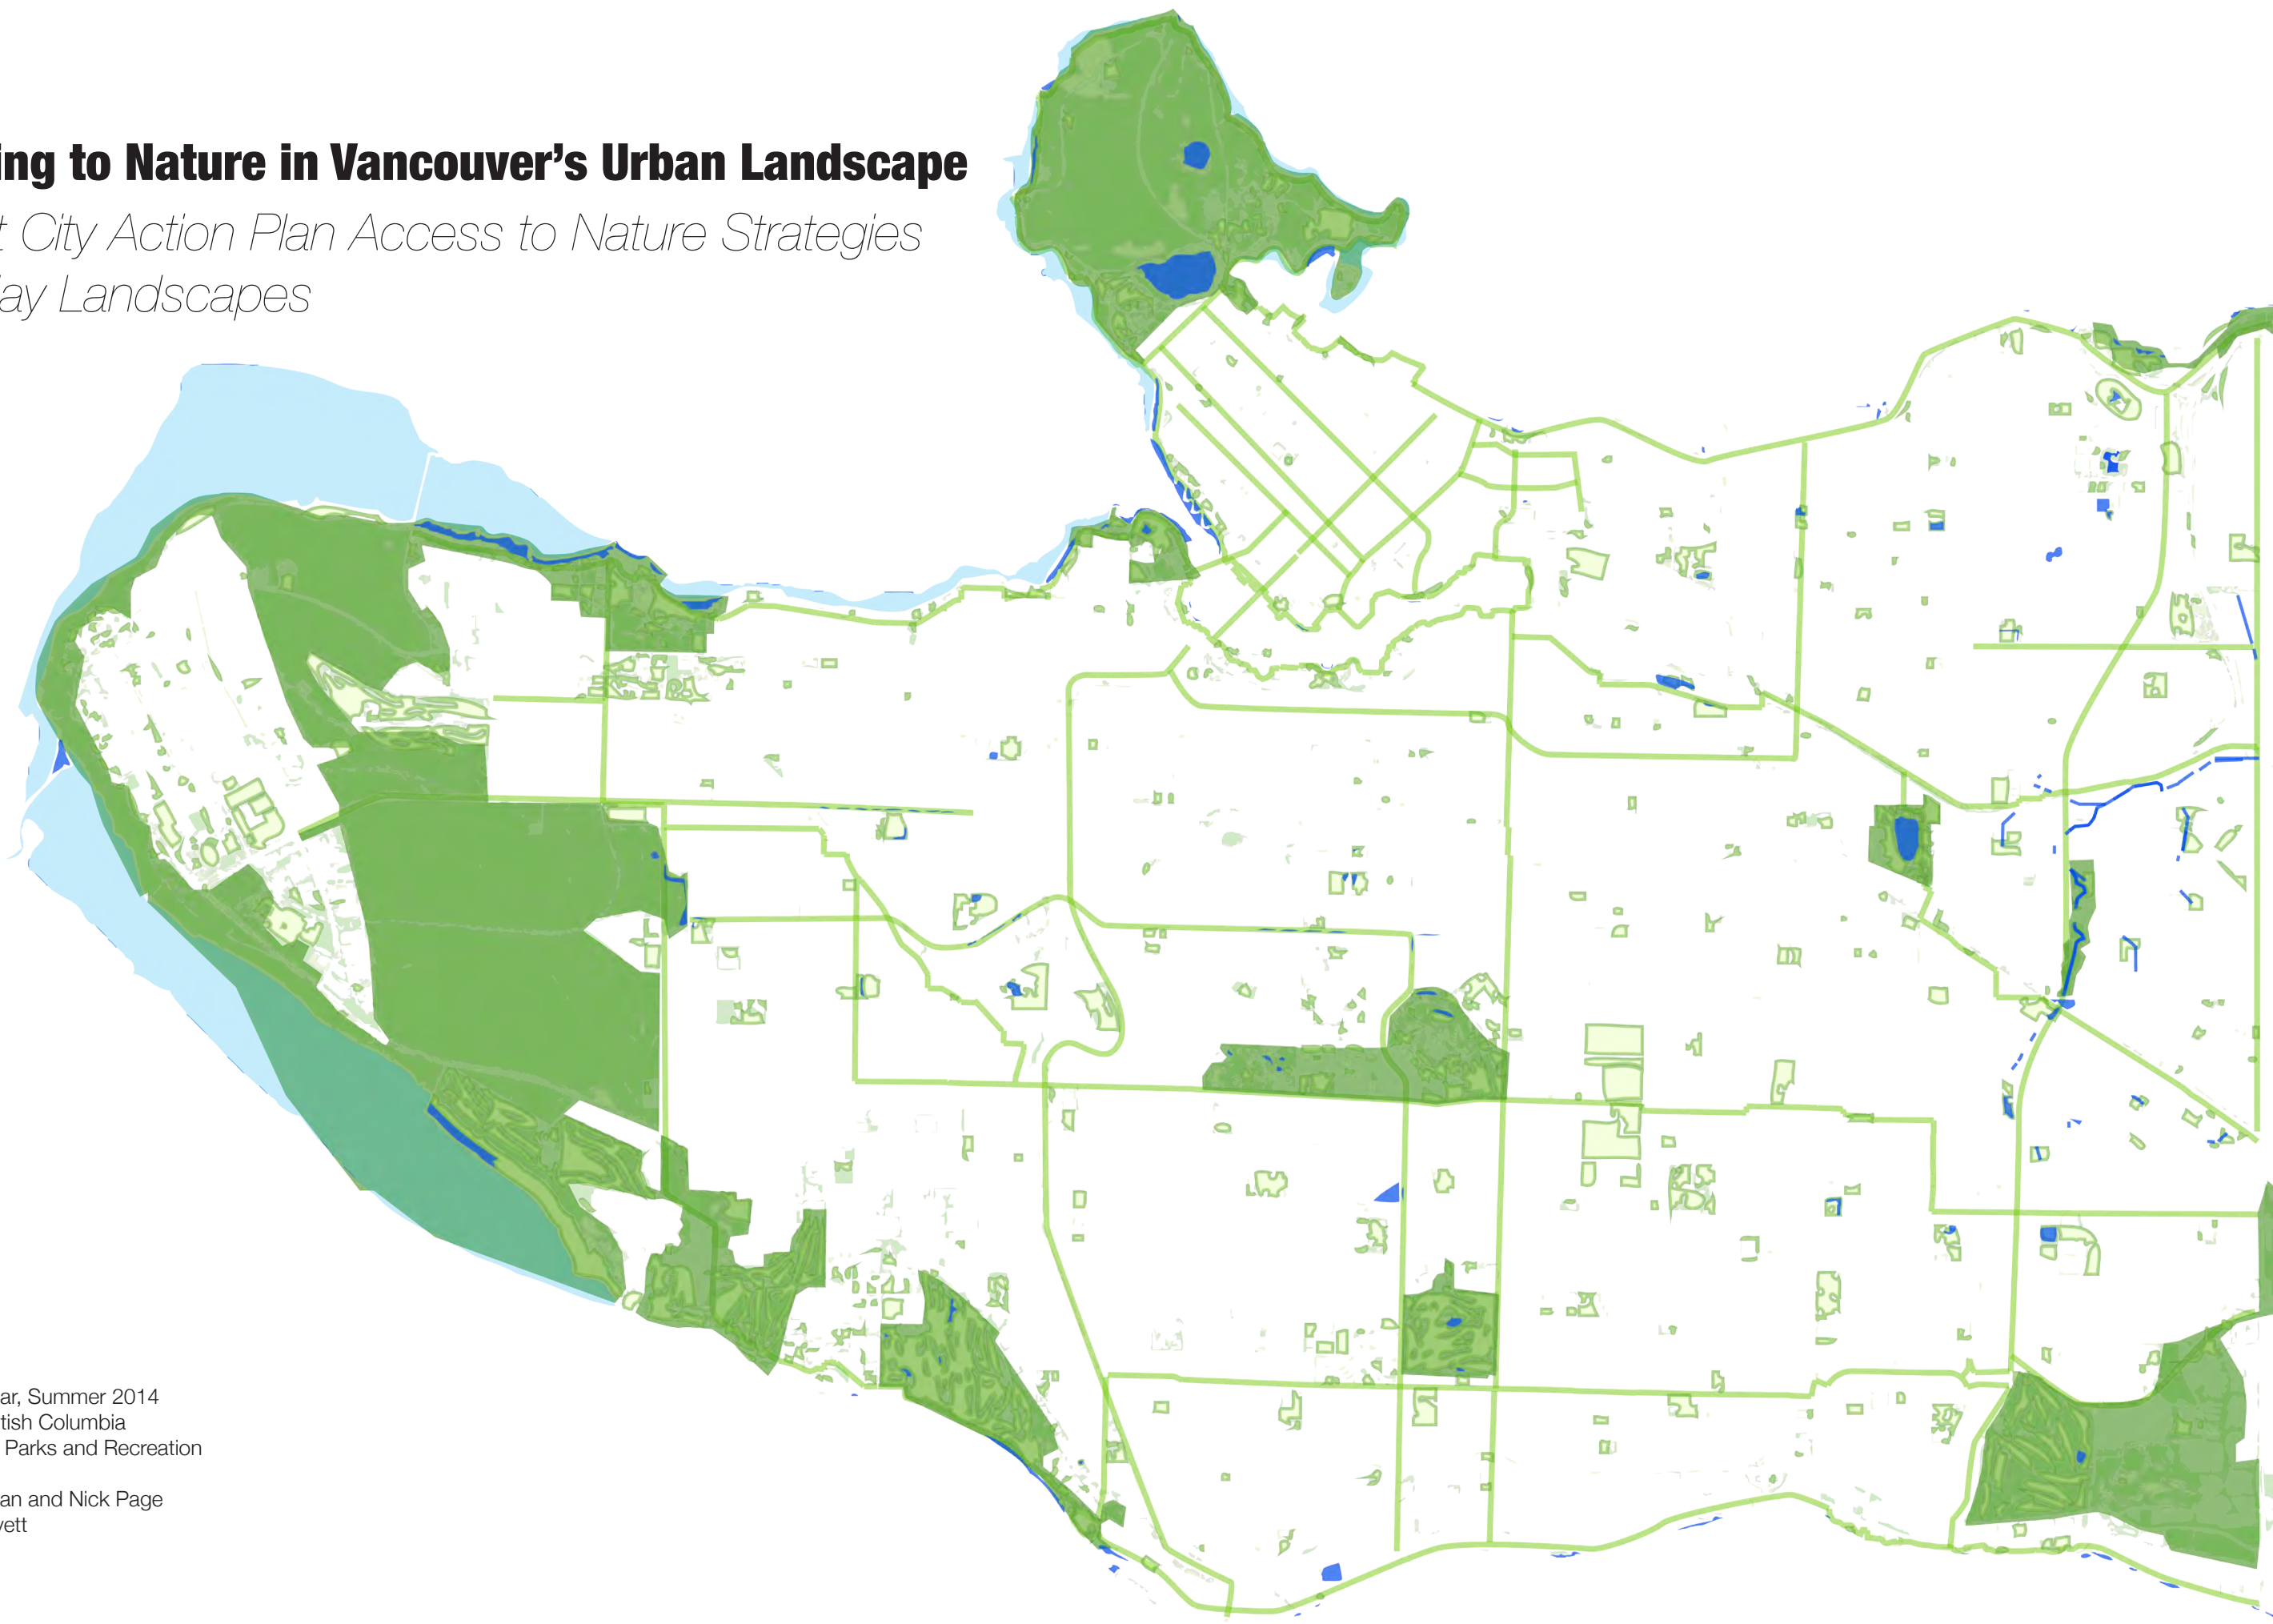 ing to Nature in Vancouver's Urban Landscape
t City Action Plan Access to Nature Strategies
ay Landscapes
ar, Summer 2014
tish Columbia
Parks and Recreation
an and Nick Page
ett